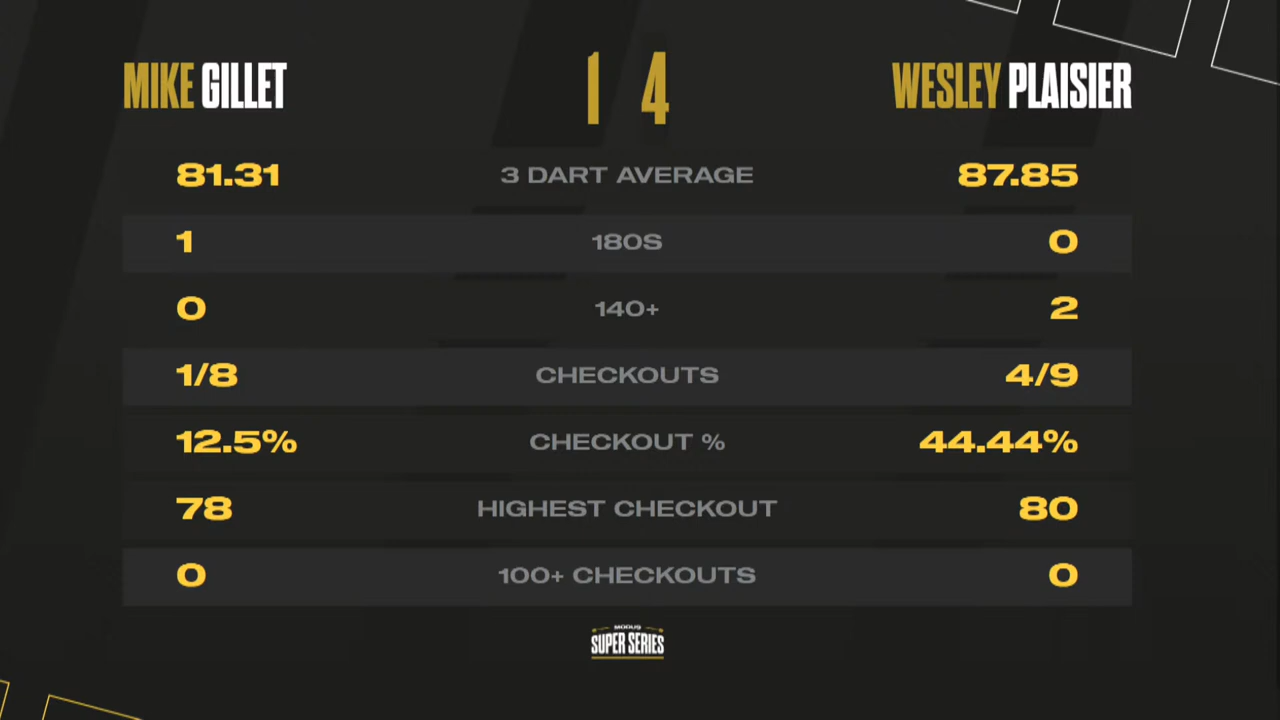 MIKE GILLET 1 4 WESLEY PLAISIER
81.31 3 DART AVERAGE 87.85
1 180S 0
0 140+ 2
1/8 CHECKOUTS 4/9
12.5% CHECKOUT % 44.44%
78 HIGHEST CHECKOUT 80
0 100+ CHECKOUTS 0
MODUS
SUPER SERIES